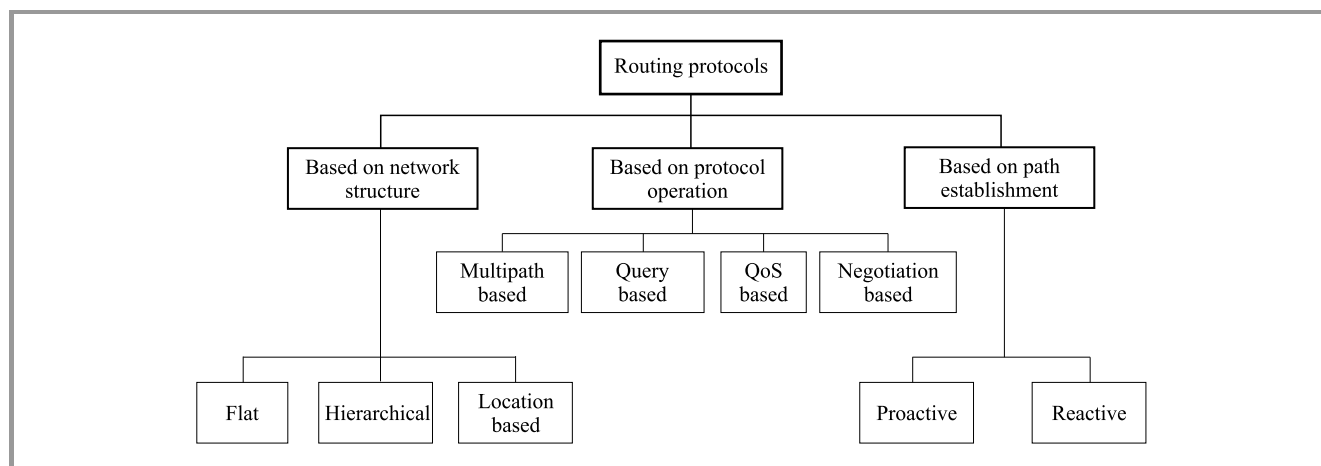 Routing protocols
Based on network
structure
Based on protocol
operation
Based on path
establishment
Multipath
based
Query
based
QoS
based
Negotiation
based
Flat
Hierarchical
Location
based
Proactive
Reactive